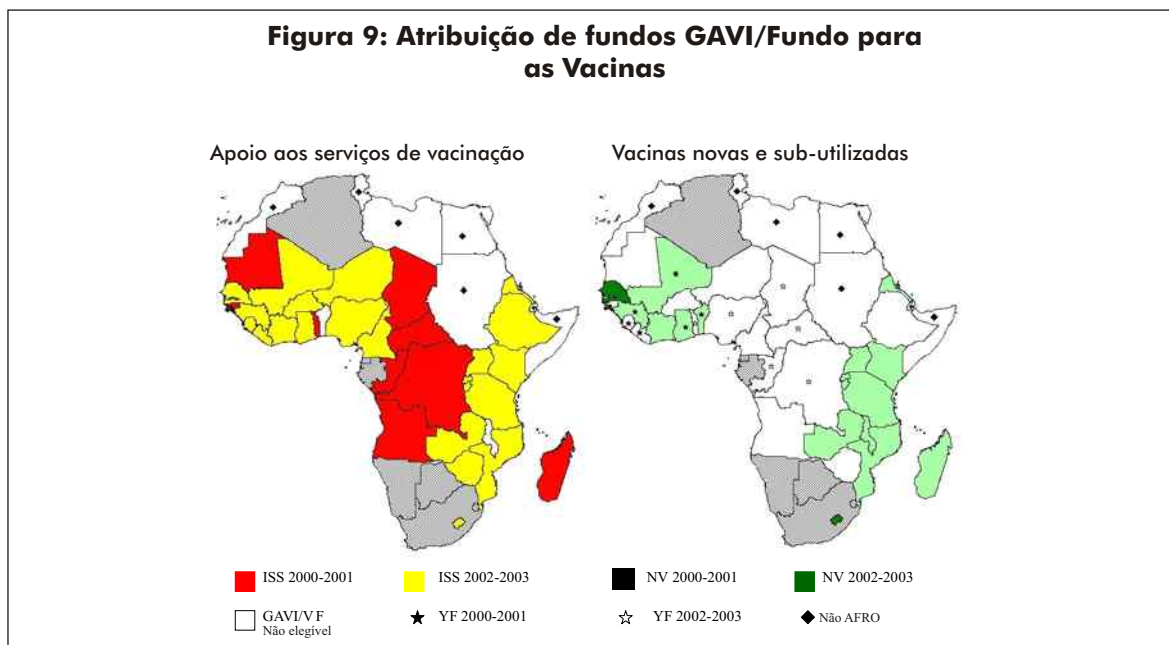 Figura 9: Atribuição de fundos GAVI/Fundo para
as Vacinas
Apoio aos serviços de vacinação
Vacinas novas e sub-utilizadas
ISS 2000-2001
ISS 2002-2003
NV 2000-2001
NV 2002-2003
GAVI/VF
Não elegível
YF 2000-2001
YF 2002-2003
Não AFRO